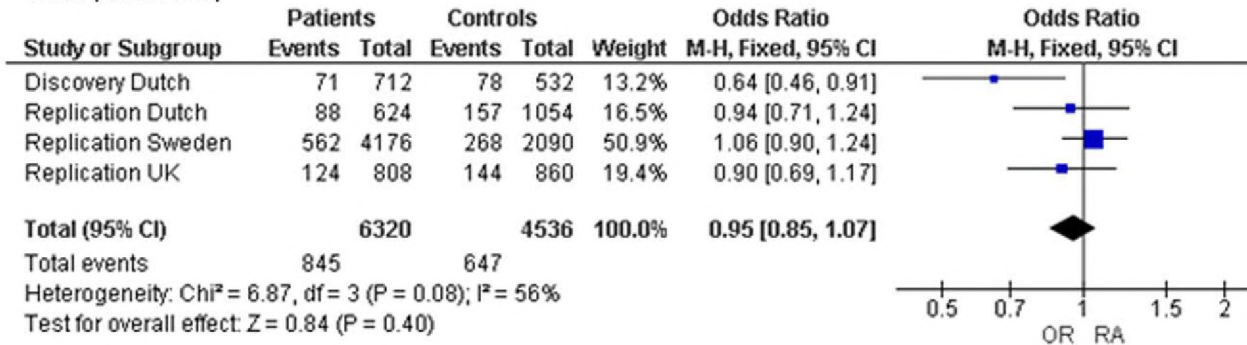 Patients Controls Odds Ratio Odds Ratio
Study or Subgroup Events Total Events Total Weight M-H, Fixed, 95% CI M-H, Fixed, 95% CI
Discovery Dutch 71 712 78 532 13.2% 0.64 [0.46, 0.91]
Replication Dutch 88 624 157 1054 16.5% 0.94 [0.71, 1.24]
Replication Sweden 562 4176 268 2090 50.9% 1.06 [0.90, 1.24]
Replication UK 124 808 144 860 19.4% 0.90 [0.69, 1.17]
Total (95% CI) 6320 4536 100.0% 0.95 [0.85, 1.07]
Total events 845 647
Heterogeneity: Chi² = 6.87, df = 3 (P = 0.08); I² = 56%
Test for overall effect: Z = 0.84 (P = 0.40)
0.5 0.7 1 1.5 2
OR RA